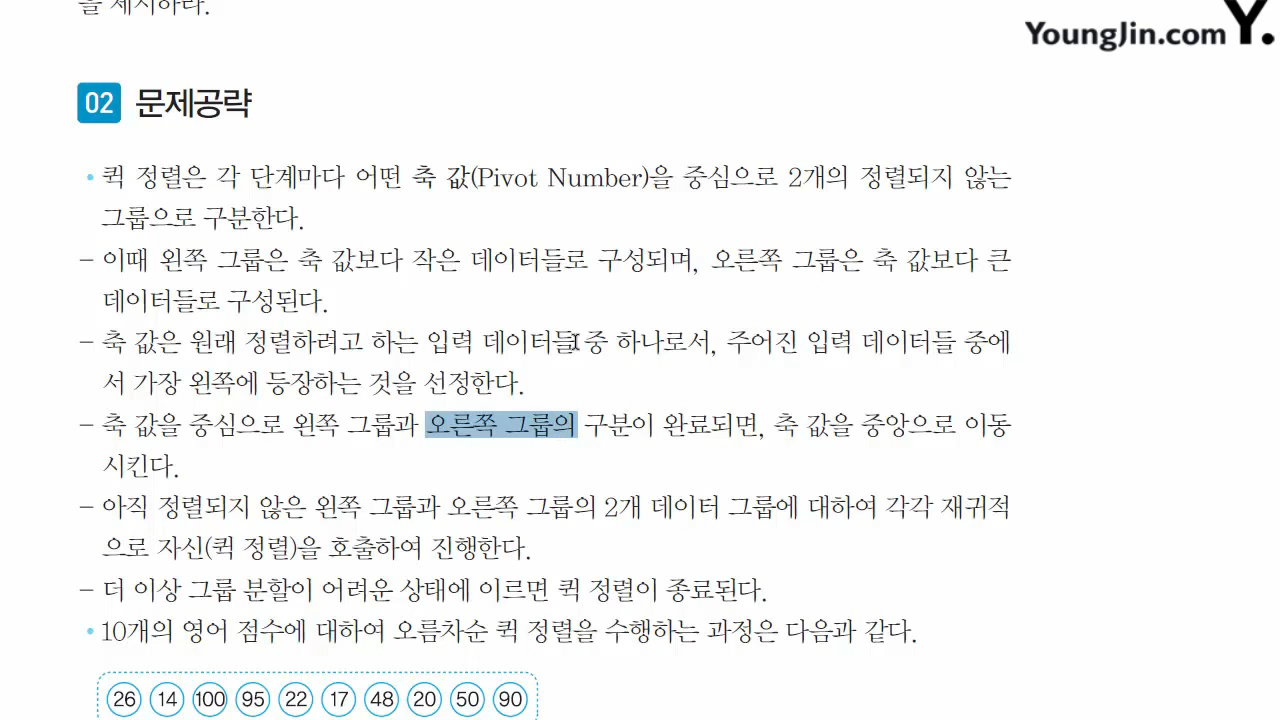 을 제시하라.
YoungJin.com Y.
02 문제공략
• 퀵 정렬은 각 단계마다 어떤 축 값(Pivot Number)을 중심으로 2개의 정렬되지 않는
그룹으로 구분한다.
– 이때 왼쪽 그룹은 축 값보다 작은 데이터들로 구성되며, 오른쪽 그룹은 축 값보다 큰
데이터들로 구성된다.
– 축 값은 원래 정렬하려고 하는 입력 데이터들 중 하나로서, 주어진 입력 데이터들 중에
서 가장 왼쪽에 등장하는 것을 선정한다.
– 축 값을 중심으로 왼쪽 그룹과 오른쪽 그룹의 구분이 완료되면, 축 값을 중앙으로 이동
시킨다.
– 아직 정렬되지 않은 왼쪽 그룹과 오른쪽 그룹의 2개 데이터 그룹에 대하여 각각 재귀적
으로 자신(퀵 정렬)을 호출하여 진행한다.
– 더 이상 그룹 분할이 어려운 상태에 이르면 퀵 정렬이 종료된다.
• 10개의 영어 점수에 대하여 오름차순 퀵 정렬을 수행하는 과정은 다음과 같다.
26 14 100 95 22 17 48 20 50 90